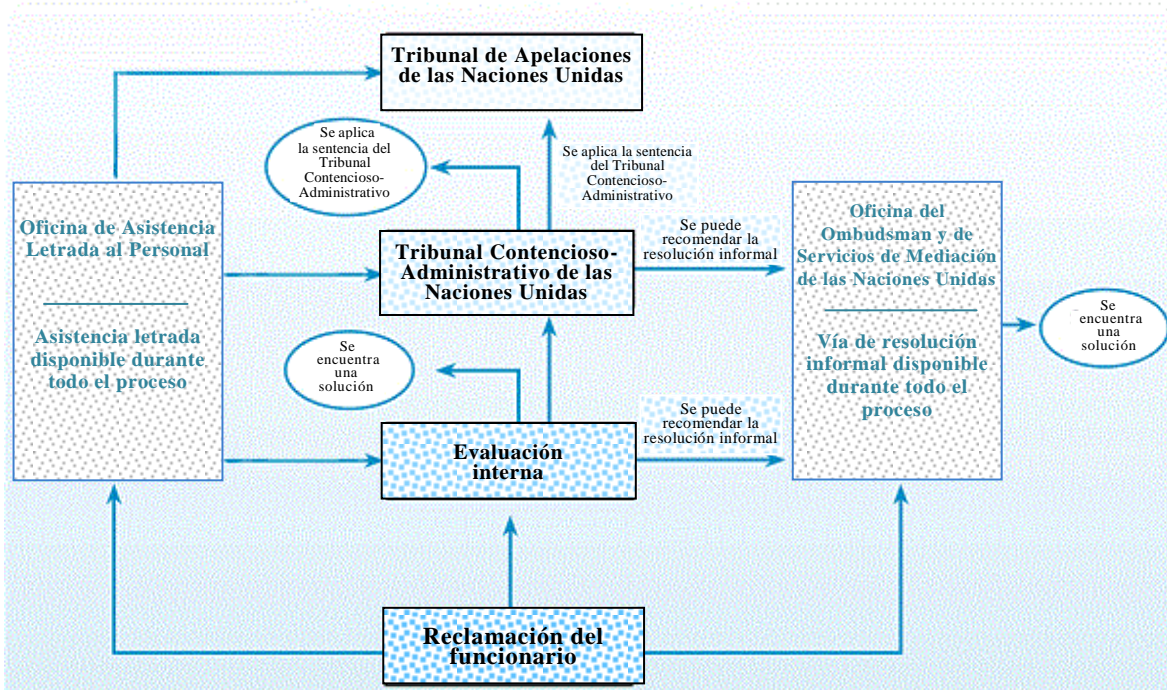 Tribunal de Apelaciones
de las Naciones Unidas
Se aplica
la sentencia del
Tribunal
Contencioso-
Administrativo
Se aplica la sentencia
del Tribunal
Contencioso-
Administrativo
Oficina de Asistencia
Letrada al Personal
Asistencia letrada
disponible durante
todo el proceso
Tribunal Contencioso-
Administrativo de las
Naciones Unidas
Se puede
recomendar la
resolución informal
Oficina del
Ombudsman y de
Servicios de Mediación
de las Naciones Unidas
Vía de resolución
informal disponible
durante todo el
proceso
Se
encuentra
una
solución
Se
encuentra
una
solución
Evaluación
interna
Se puede
recomendar la
resolución informal
Reclamación del
funcionario